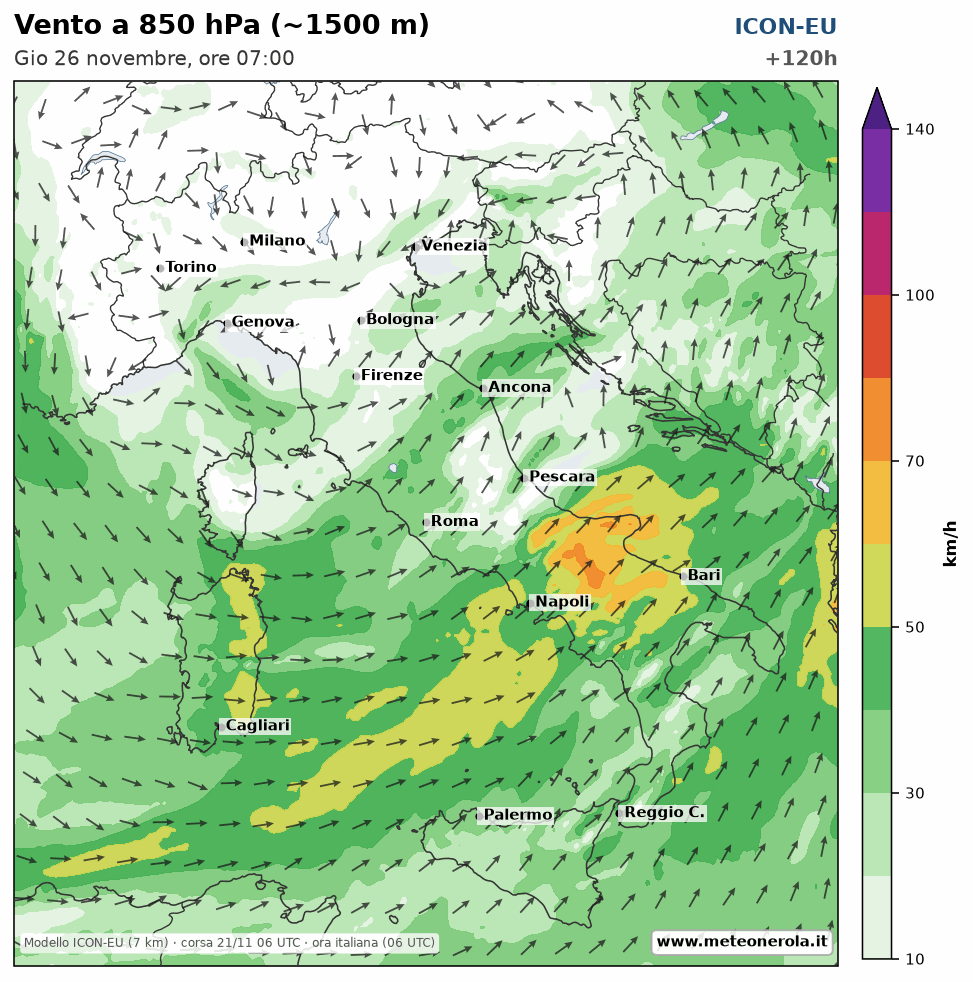 Vento a 850 hPa (~1500 m)
ICON-EU
Gio 26 novembre, ore 07:00
+120h
140
Venezia
Milano
Torino
100
Bologna
Genova
Firenze
Ancona
70
Pescara
Roma
km/h
Bari
Napoli
50
Cagliari
30
Palermo
Reggio C.
Modello ICON-EU (7 km) · corsa 21/11 06 UTC · ora italiana (06 UTC)
www.meteonerola.it
10